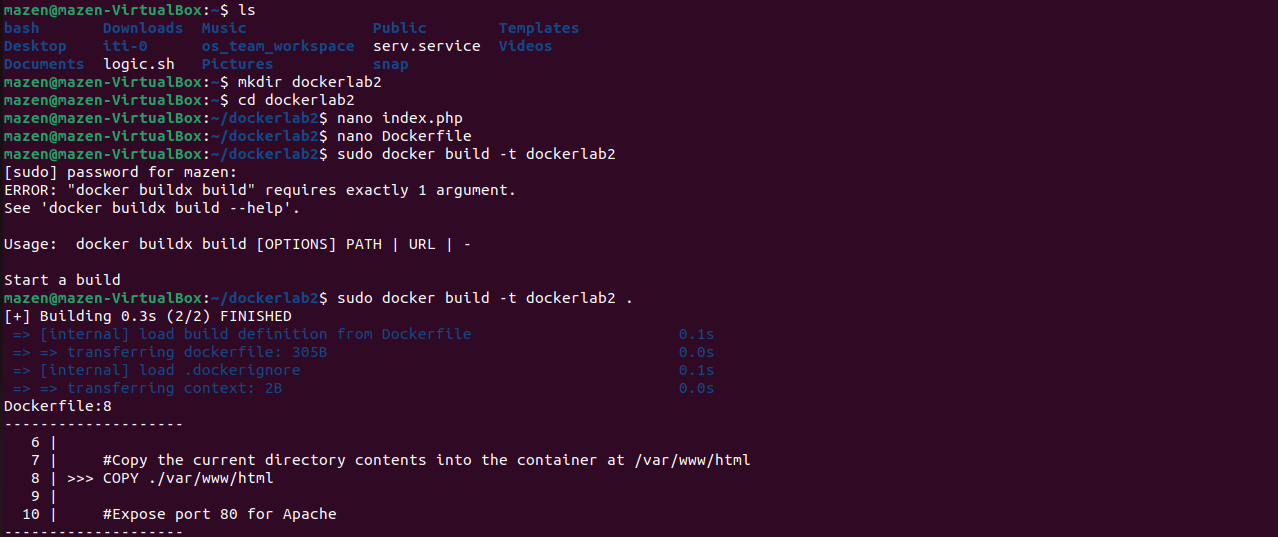 mazen@mazen-VirtualBox:~$ ls
bash       Downloads  Music              Public        Templates
Desktop    iti-0      os_team_workspace  serv.service  Videos
Documents  logic.sh   Pictures           snap
mazen@mazen-VirtualBox:~$ mkdir dockerlab2
mazen@mazen-VirtualBox:~$ cd dockerlab2
mazen@mazen-VirtualBox:~/dockerlab2$ nano index.php
mazen@mazen-VirtualBox:~/dockerlab2$ nano Dockerfile
mazen@mazen-VirtualBox:~/dockerlab2$ sudo docker build -t dockerlab2
[sudo] password for mazen:
ERROR: "docker buildx build" requires exactly 1 argument.
See 'docker buildx build --help'.
Usage:  docker buildx build [OPTIONS] PATH | URL | -
Start a build
mazen@mazen-VirtualBox:~/dockerlab2$ sudo docker build -t dockerlab2 .
[+] Building 0.3s (2/2) FINISHED
 => [internal] load build definition from Dockerfile                       0.1s
 => => transferring dockerfile: 305B                                       0.0s
 => [internal] load .dockerignore                                          0.1s
 => => transferring context: 2B                                            0.0s
Dockerfile:8
--------------------
   6 |
   7 |     #Copy the current directory contents into the container at /var/www/html
   8 | >>> COPY ./var/www/html
   9 |
  10 |     #Expose port 80 for Apache
--------------------